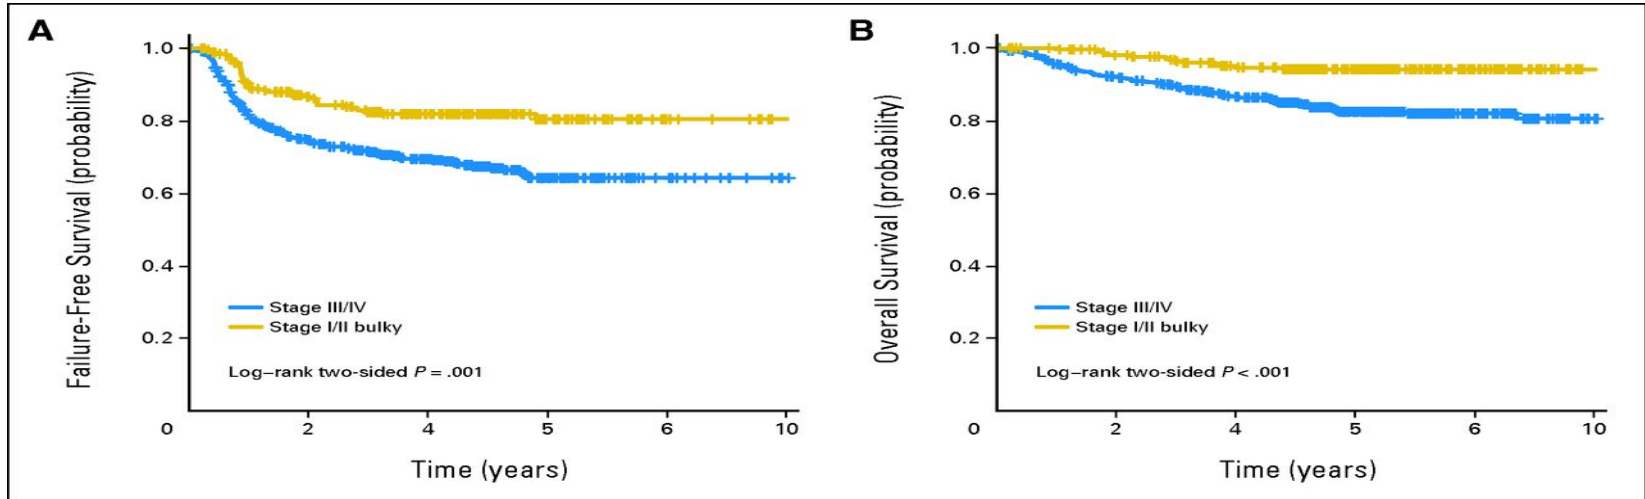 A
Failure-Free Survival (probability)
1.0
0.8
0.6
0.4
0.2
0
2
4
5
6
10
Stage III/IV
Stage I/II bulky
Log–rank two-sided P = .001
Time (years)
B
Overall Survival (probability)
1.0
0.8
0.6
0.4
0.2
0
2
4
5
6
10
Stage III/IV
Stage I/II bulky
Log–rank two-sided P < .001
Time (years)